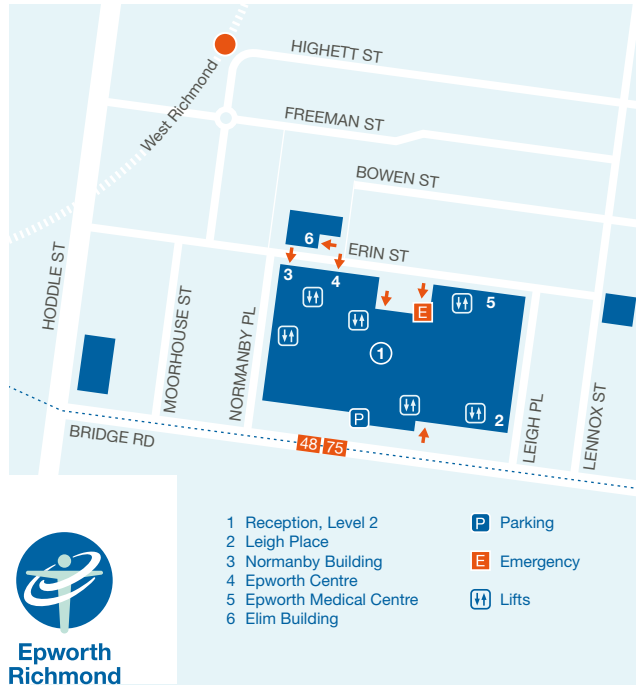 HIGHETT ST
West Richmond
FREEMAN ST
BOWEN ST
6
ERIN ST
HODDLE ST
3
4
5
E
MOORHOUSE ST
NORMANBY PL
1
P
2
LEIGH PL
LENNOX ST
BRIDGE RD
48 75
1 Reception, Level 2
2 Leigh Place
3 Normanby Building
4 Epworth Centre
5 Epworth Medical Centre
6 Elim Building
P Parking
E Emergency
Lifts
Epworth
Richmond